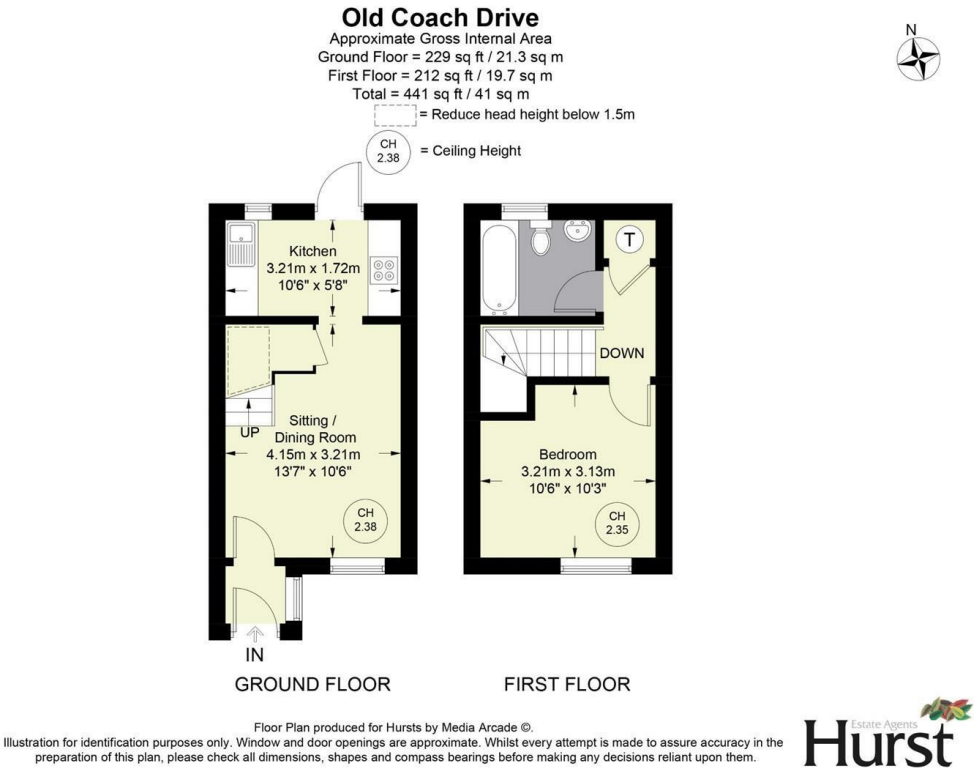 Old Coach Drive
Approximate Gross Internal Area
Ground Floor = 229 sq ft / 21.3 sq m
First Floor = 212 sq ft / 19.7 sq m
Total = 441 sq ft / 41 sq m
= Reduce head height below 1.5m
CH
2.38
= Ceiling Height
N
Kitchen
3.21m x 1.72m
10'6" x 5'8"
UP
Sitting /
Dining Room
4.15m x 3.21m
13'7" x 10'6"
CH
2.38
IN
GROUND FLOOR
T
DOWN
Bedroom
3.21m x 3.13m
10'6" x 10'3"
CH
2.35
FIRST FLOOR
Floor Plan produced for Hursts by Media Arcade ©.
Illustration for identification purposes only. Window and door openings are approximate. Whilst every attempt is made to assure accuracy in the
preparation of this plan, please check all dimensions, shapes and compass bearings before making any decisions reliant upon them.
Estate Agents
Hurst